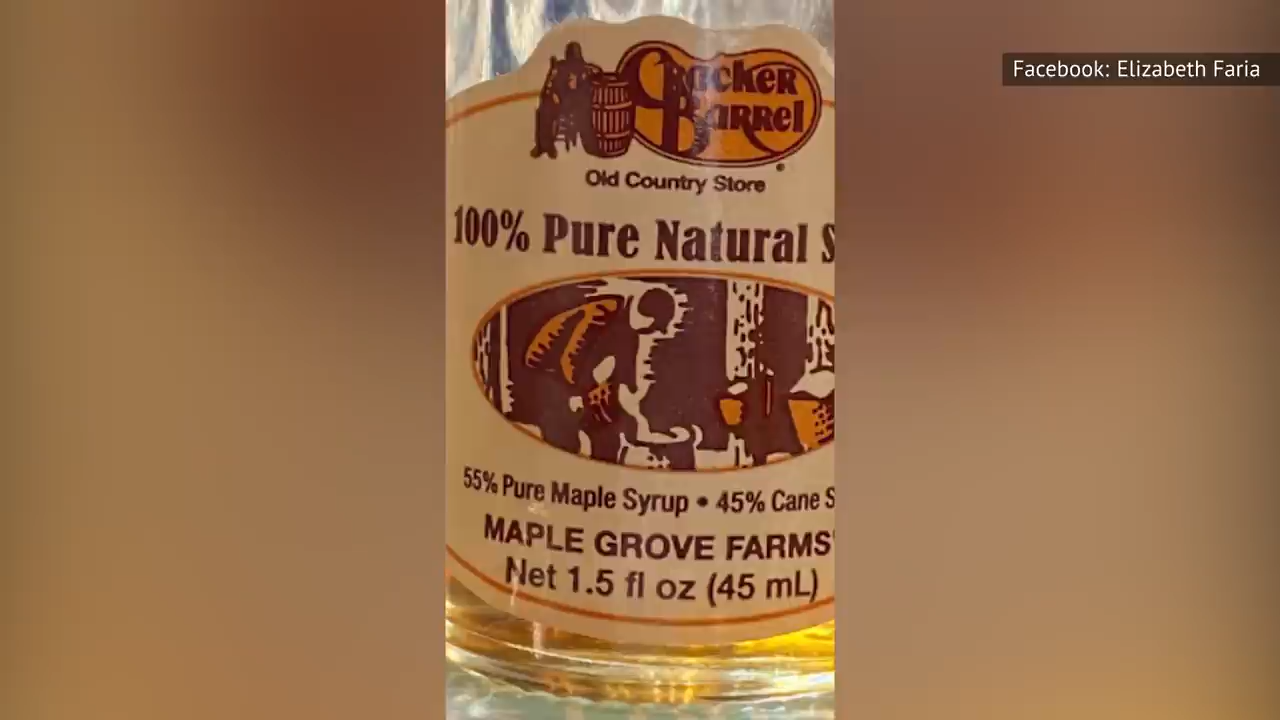 Facebook: Elizabeth Faria
Cracker
Barrel
Old Country Store
100% Pure Natural S
55% Pure Maple Syrup • 45% Cane S
MAPLE GROVE FARMS
Net 1.5 fl oz (45 mL)